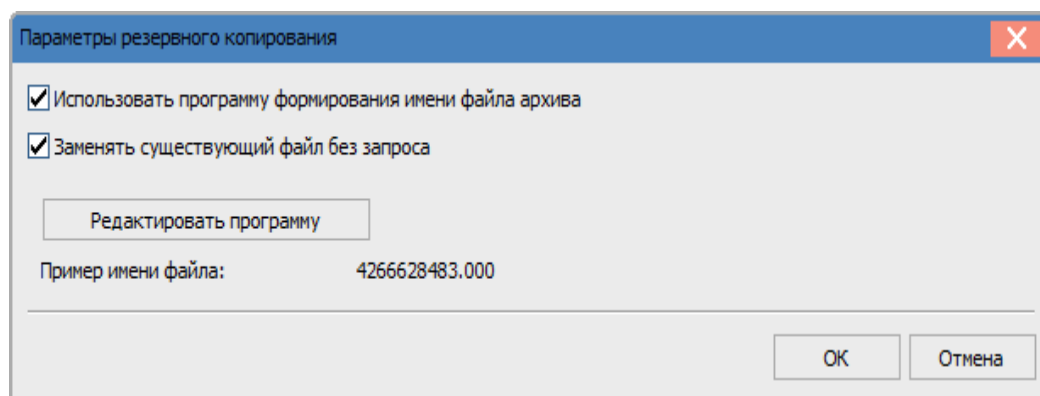 Параметры резервного копирования
Использовать программу формирования имени файла архива
Заменять существующий файл без запроса
Редактировать программу
Пример имени файла: 4266628483.000
ОК Отмена